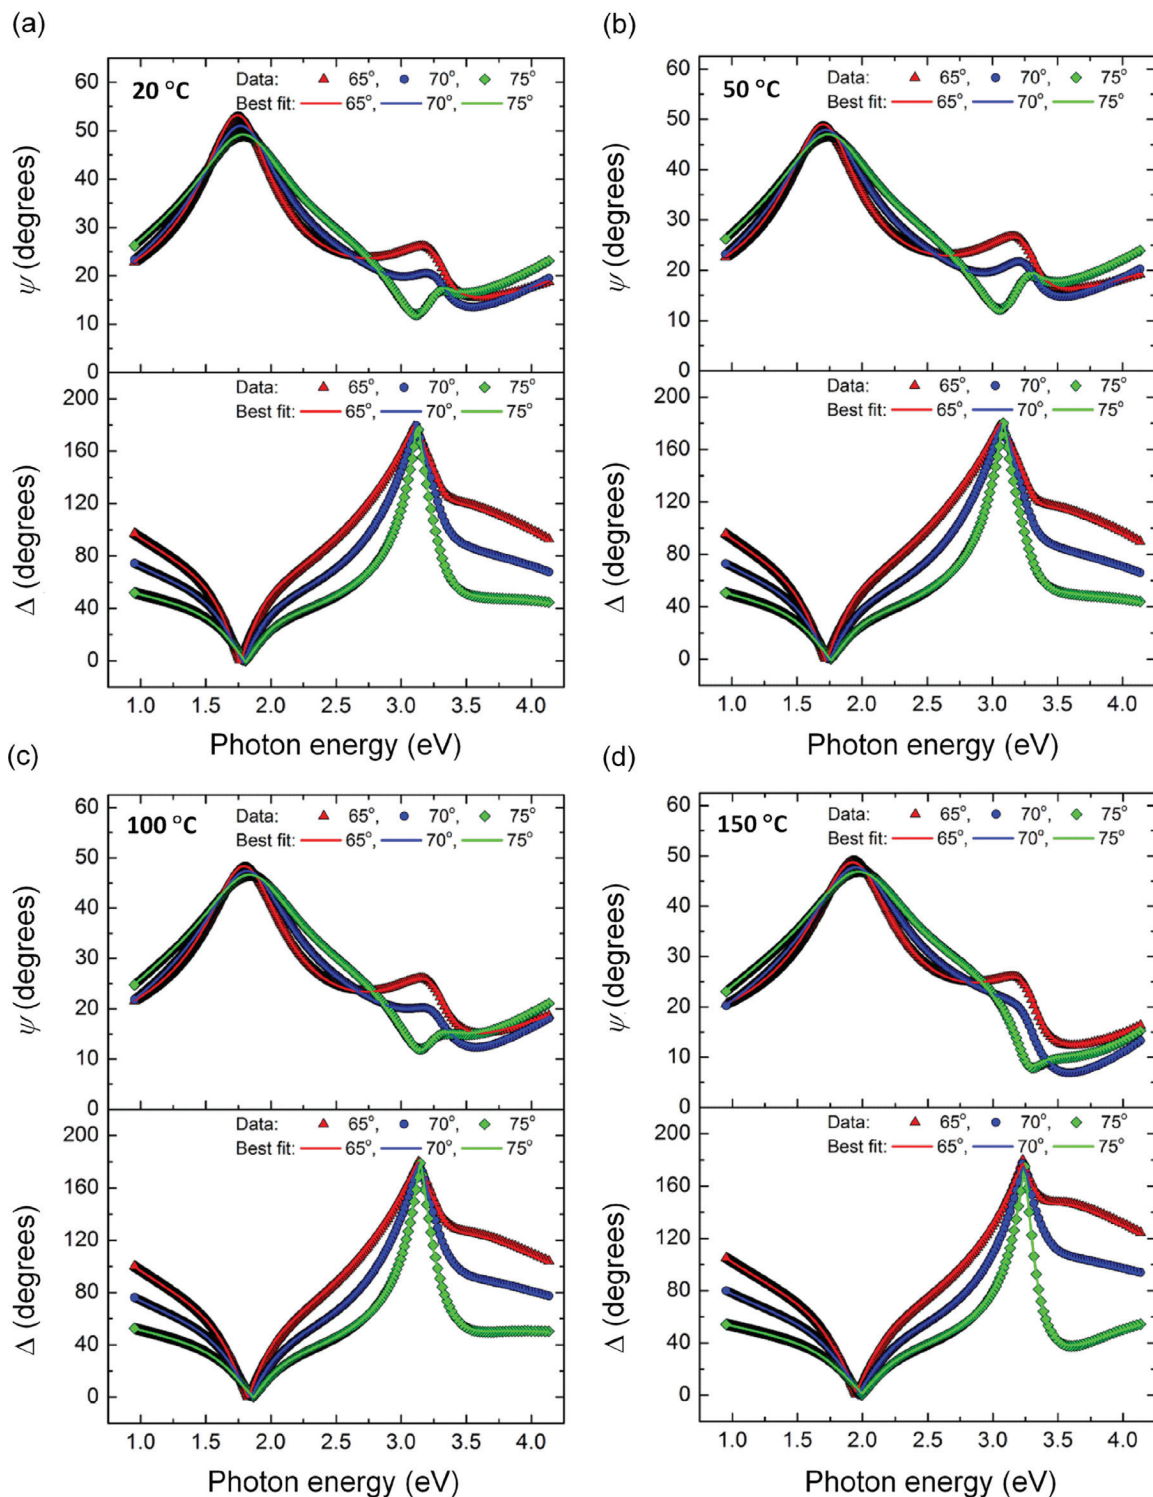 (a)
20 °C
Data: 65°, 70°, 75°
Best fit: 65°, 70°, 75°
60
50
40
30
20
10
0
ψ (degrees)
Data: 65°, 70°, 75°
Best fit: 65°, 70°, 75°
200
160
120
80
40
0
Δ (degrees)
1.0 1.5 2.0 2.5 3.0 3.5 4.0
Photon energy (eV)
(b)
50 °C
Data: 65°, 70°, 75°
Best fit: 65°, 70°, 75°
60
50
40
30
20
10
0
ψ (degrees)
Data: 65°, 70°, 75°
Best fit: 65°, 70°, 75°
200
160
120
80
40
0
Δ (degrees)
1.0 1.5 2.0 2.5 3.0 3.5 4.0
Photon energy (eV)
(c)
100 °C
Data: 65°, 70°, 75°
Best fit: 65°, 70°, 75°
60
50
40
30
20
10
0
ψ (degrees)
Data: 65°, 70°, 75°
Best fit: 65°, 70°, 75°
200
160
120
80
40
0
Δ (degrees)
1.0 1.5 2.0 2.5 3.0 3.5 4.0
Photon energy (eV)
(d)
150 °C
Data: 65°, 70°, 75°
Best fit: 65°, 70°, 75°
60
50
40
30
20
10
0
ψ (degrees)
Data: 65°, 70°, 75°
Best fit: 65°, 70°, 75°
200
160
120
80
40
0
Δ (degrees)
1.0 1.5 2.0 2.5 3.0 3.5 4.0
Photon energy (eV)